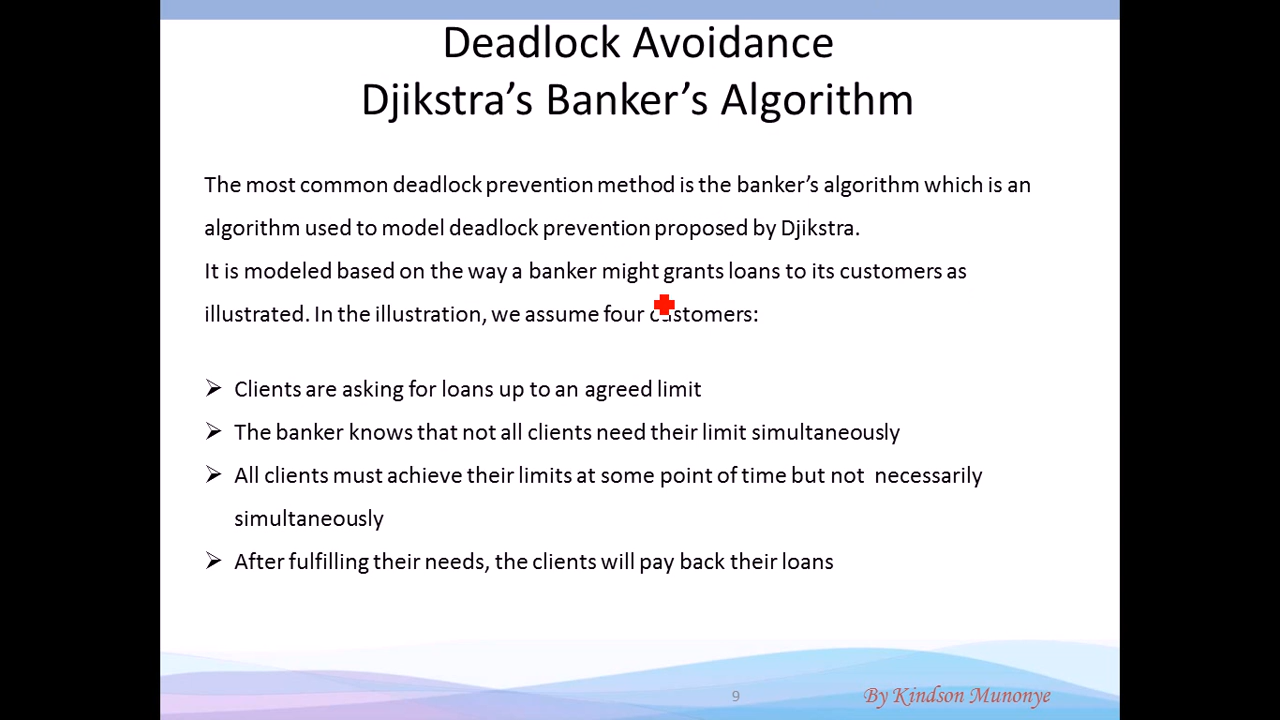 Deadlock Avoidance
Djikstra’s Banker’s Algorithm
The most common deadlock prevention method is the banker’s algorithm which is an
algorithm used to model deadlock prevention proposed by Djikstra.
It is modeled based on the way a banker might grants loans to its customers as
illustrated. In the illustration, we assume four customers:
➢ Clients are asking for loans up to an agreed limit
➢ The banker knows that not all clients need their limit simultaneously
➢ All clients must achieve their limits at some point of time but not necessarily
simultaneously
➢ After fulfilling their needs, the clients will pay back their loans
9
By Kindson Munonye